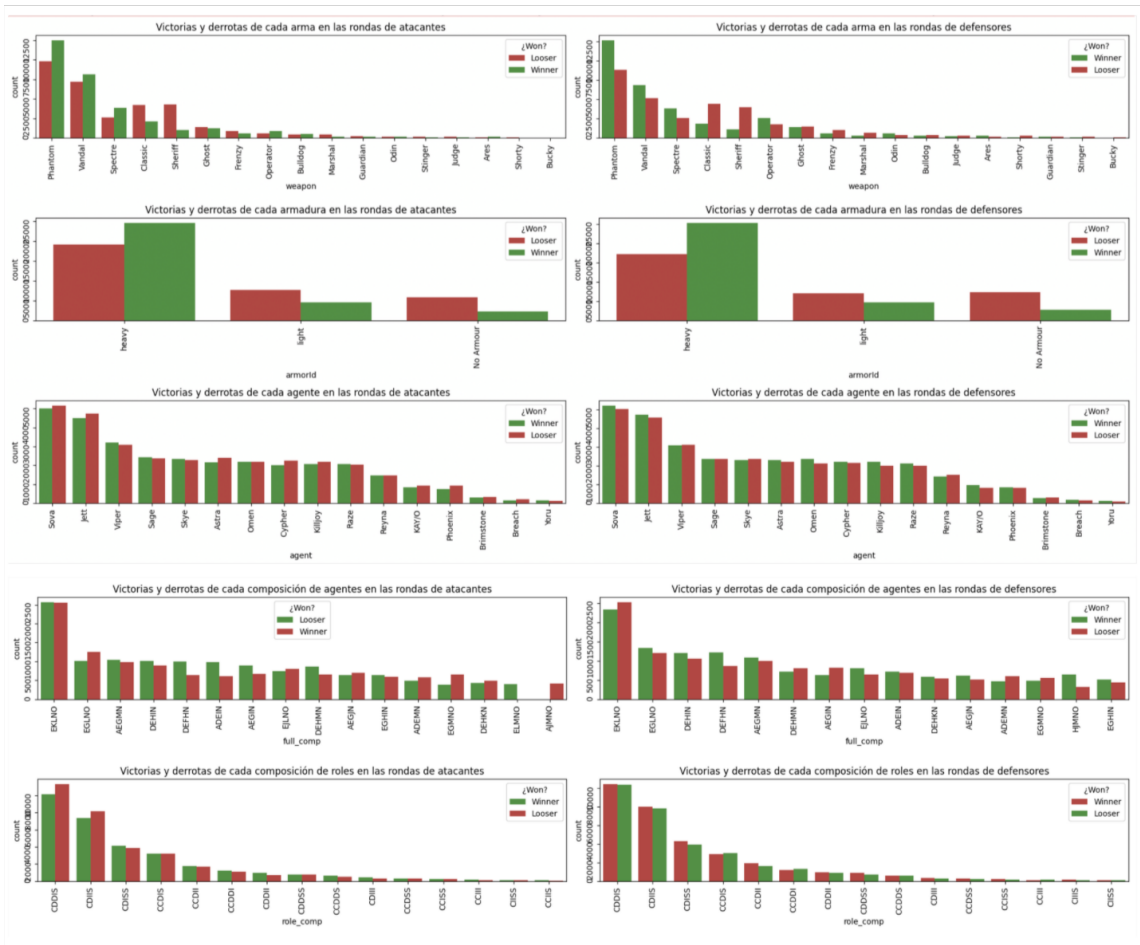 Victorias y derrotas de cada arma en las rondas de atacantes
¿Won?
Looser
Winner
count
Phantom
Vandal
Spectre
Classic
Sheriff
Ghost
Frenzy
Operator
Bulldog
Marshal
Guardian
Odin
Stinger
Judge
Ares
Shorty
Bucky
weapon
Victorias y derrotas de cada arma en las rondas de defensores
¿Won?
Winner
Looser
count
Phantom
Vandal
Spectre
Classic
Sheriff
Operator
Ghost
Frenzy
Marshal
Odin
Bulldog
Judge
Ares
Shorty
Guardian
Stinger
Bucky
weapon
Victorias y derrotas de cada armadura en las rondas de atacantes
¿Won?
Looser
Winner
count
heavy
light
No Armour
armorId
Victorias y derrotas de cada armadura en las rondas de defensores
¿Won?
Looser
Winner
count
heavy
light
No Armour
armorId
Victorias y derrotas de cada agente en las rondas de atacantes
¿Won?
Winner
Looser
count
Sova
Jett
Viper
Sage
Skye
Astra
Omen
Cypher
Killjoy
Raze
Reyna
KAY/O
Phoenix
Brimstone
Breach
Yoru
agent
Victorias y derrotas de cada agente en las rondas de defensores
¿Won?
Winner
Looser
count
Sova
Jett
Viper
Sage
Skye
Astra
Omen
Cypher
Killjoy
Raze
Reyna
KAY/O
Phoenix
Brimstone
Breach
Yoru
agent
Victorias y derrotas de cada composición de agentes en las rondas de atacantes
¿Won?
Looser
Winner
count
EKLNO
EGLNO
AEGMN
DEHIN
DEFHN
ADEIN
AEGIN
EJLNO
DEHMN
AEGJN
EGHIN
ADEMN
EGMNO
DEHKN
ELMNO
AJMNO
full_comp
Victorias y derrotas de cada composición de agentes en las rondas de defensores
¿Won?
Winner
Looser
count
EKLNO
EGLNO
DEHIN
DEFHN
AEGMN
DEHMN
AEGIN
EJLNO
ADEIN
DEHKN
AEGJN
ADEMN
EGMNO
HJMNO
EGHIN
full_comp
Victorias y derrotas de cada composición de roles en las rondas de atacantes
¿Won?
Winner
Looser
count
CDDIS
CDIIS
CDISS
CCDIS
CCDII
CCDDI
CDDII
CDDSS
CCDDS
CDIII
CCDSS
CCISS
CCIII
CIISS
CCIIS
role_comp
Victorias y derrotas de cada composición de roles en las rondas de defensores
¿Won?
Winner
Looser
count
CDDIS
CDIIS
CDISS
CCDIS
CCDII
CCDDI
CDDII
CDDSS
CCDDS
CDIII
CCDSS
CCISS
CCIII
CIIIS
CIISS
role_comp